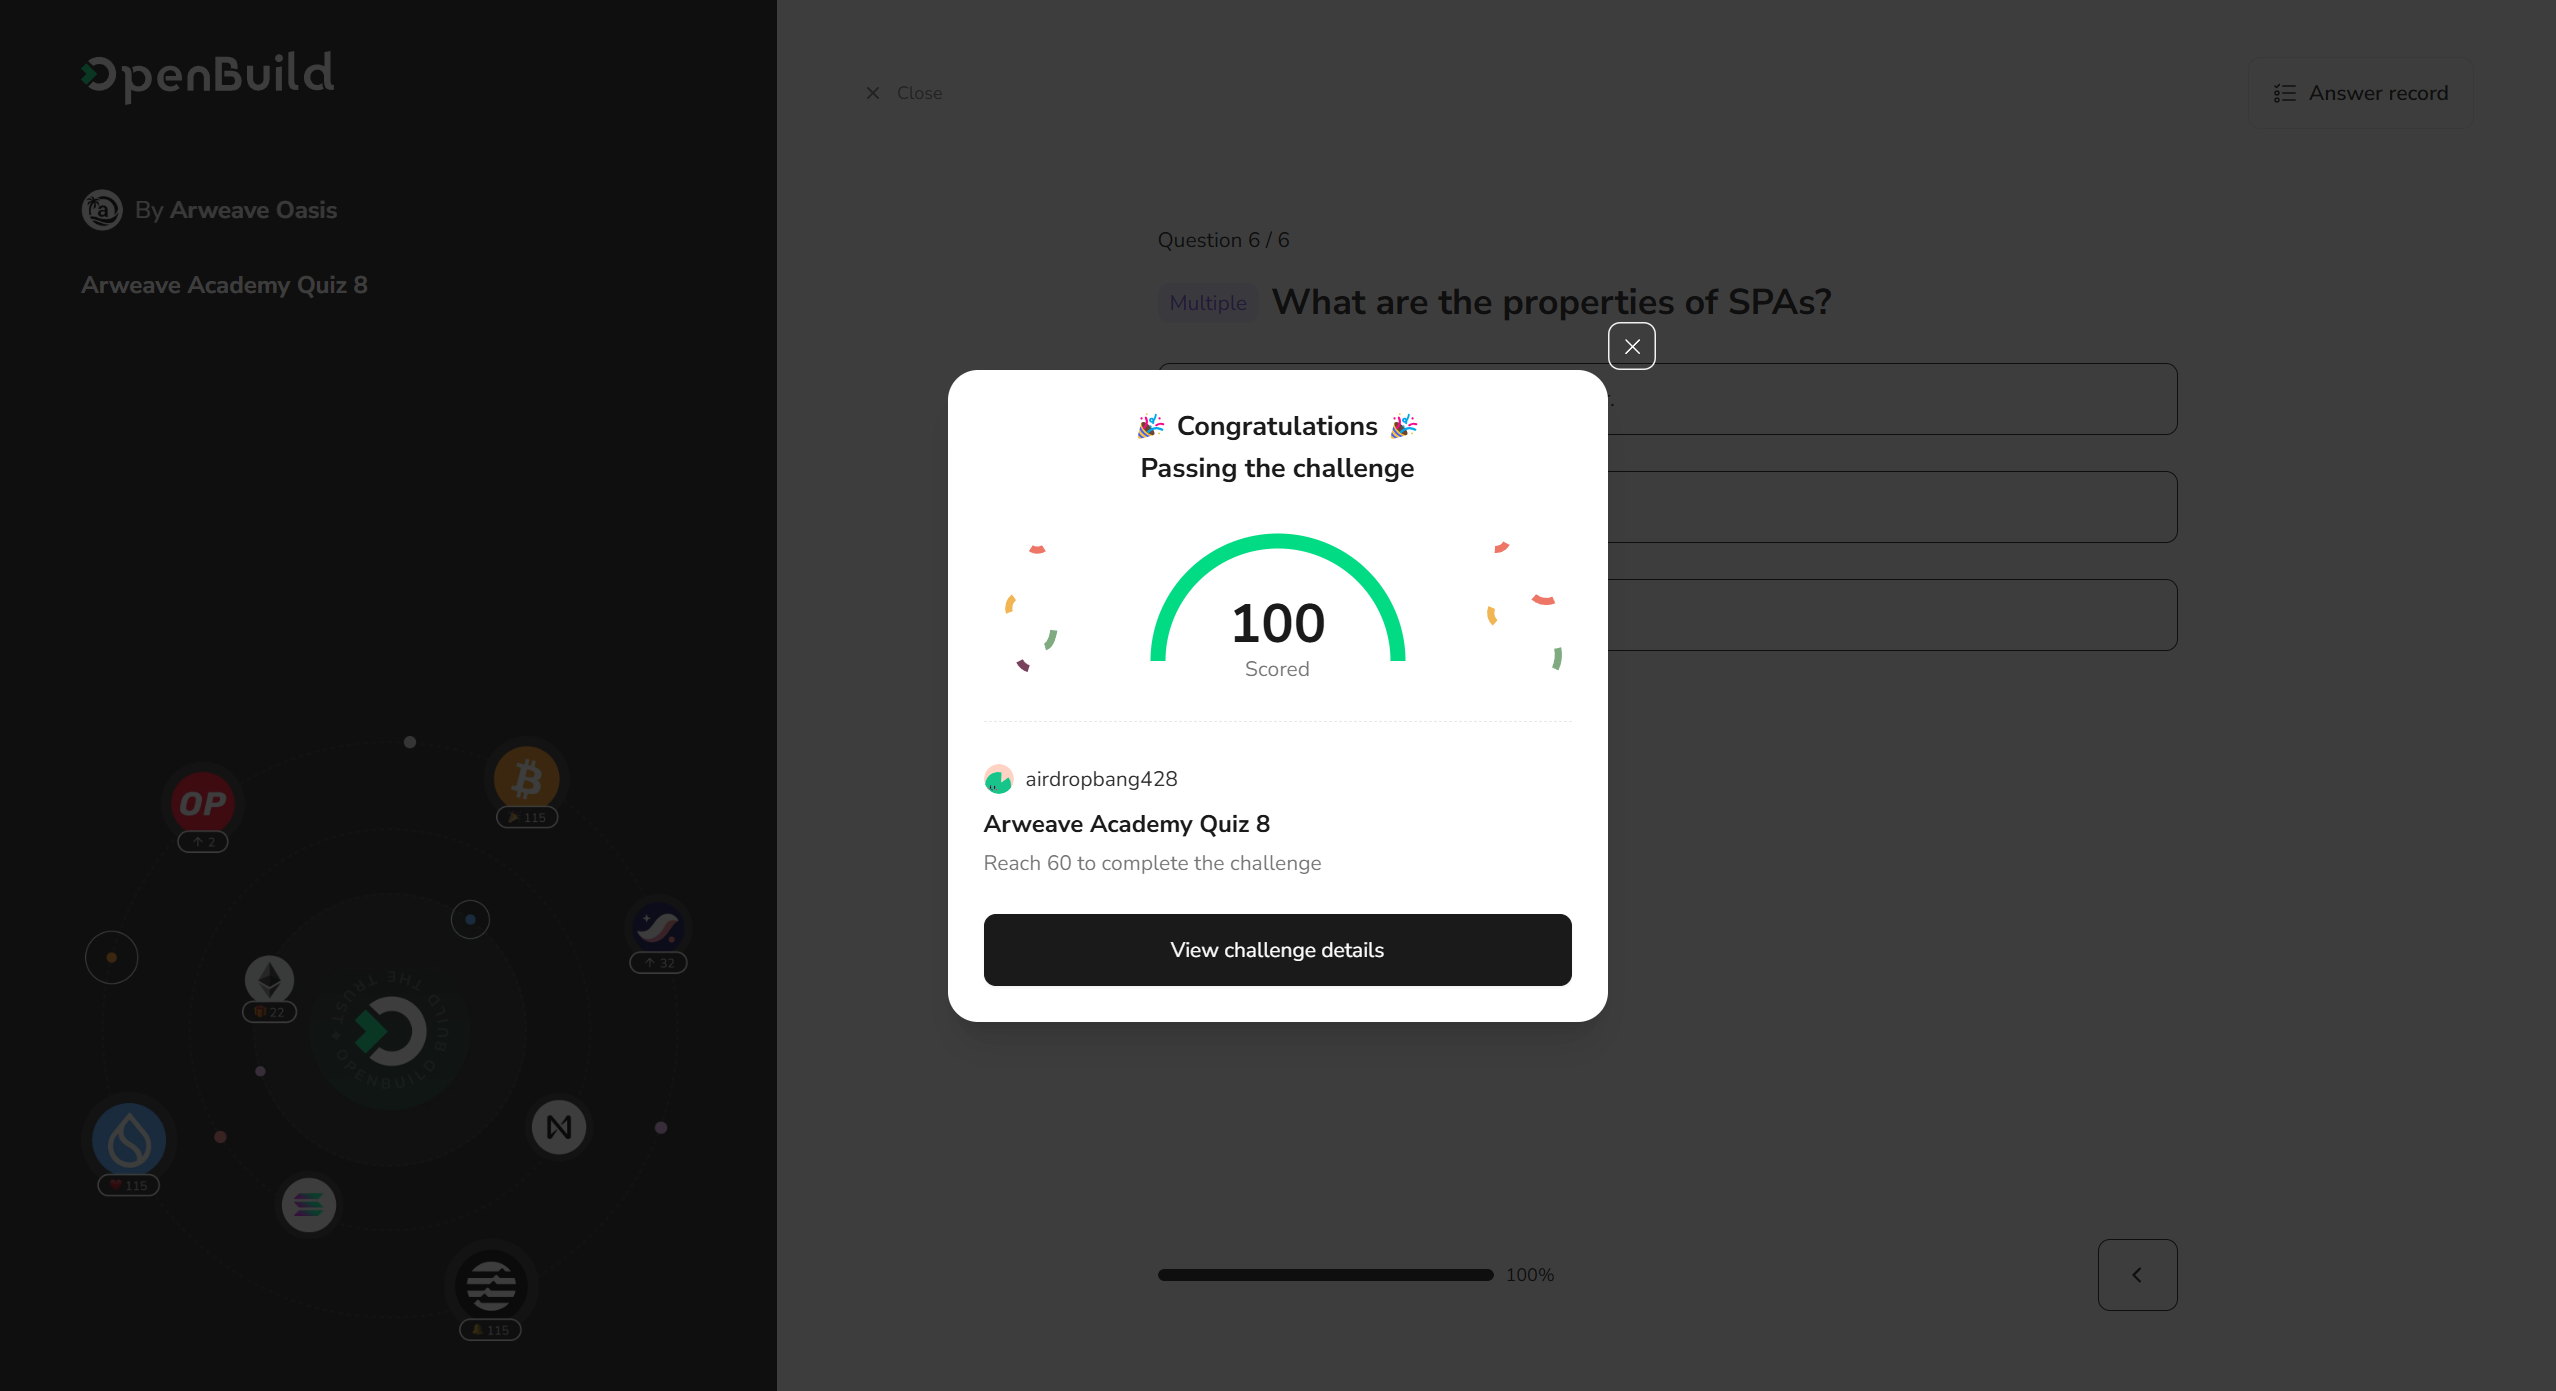 OpenBuild
By Arweave Oasis
Arweave Academy Quiz 8
OP
2
115
32
22
BUILD THE TRUST
OPENBUILD
115
115
Close
Answer record
Question 6 / 6
Multiple What are the properties of SPAs?
Congratulations
Passing the challenge
100
Scored
airdropbang428
Arweave Academy Quiz 8
Reach 60 to complete the challenge
View challenge details
100%